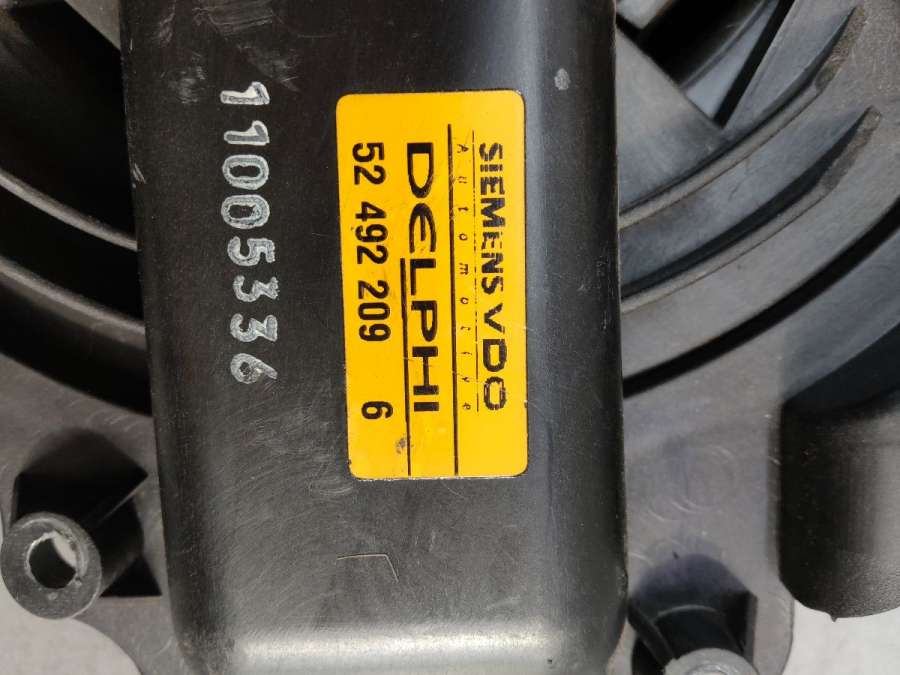 SIEMENS VDO
Automotive
DELPHI
52 492 209 6
11005336